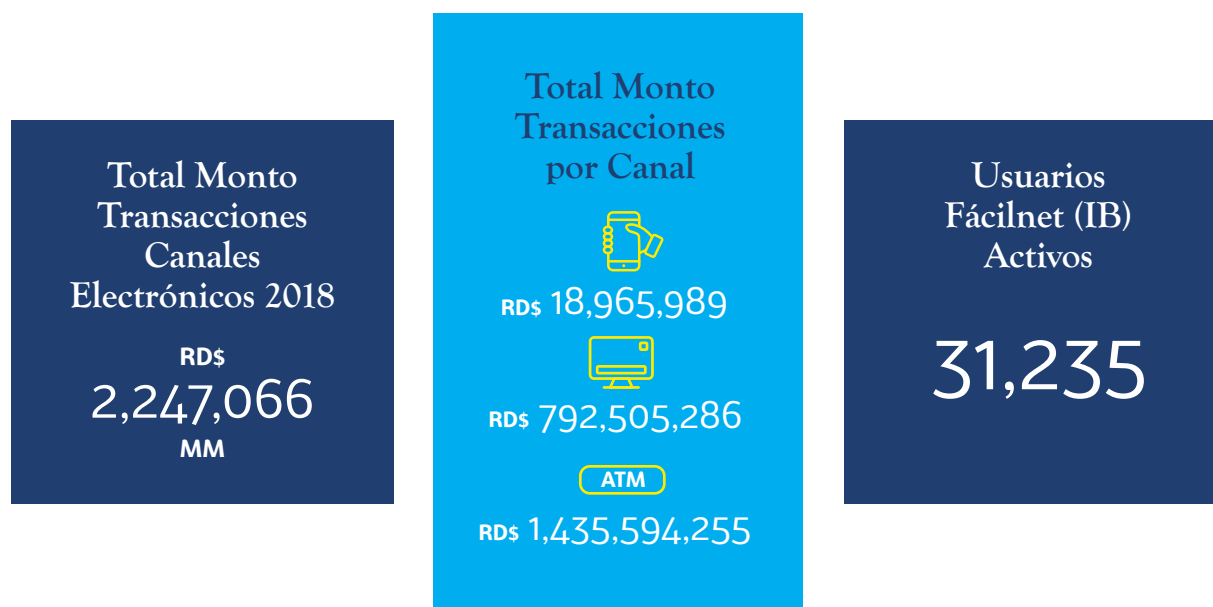 Total Monto
Transacciones
Canales
Electrónicos 2018
RD$
2,247,066
MM
Total Monto
Transacciones
por Canal
RD$ 18,965,989
RD$ 792,505,286
ATM
RD$ 1,435,594,255
Usuarios
Fácilnet (IB)
Activos
31,235